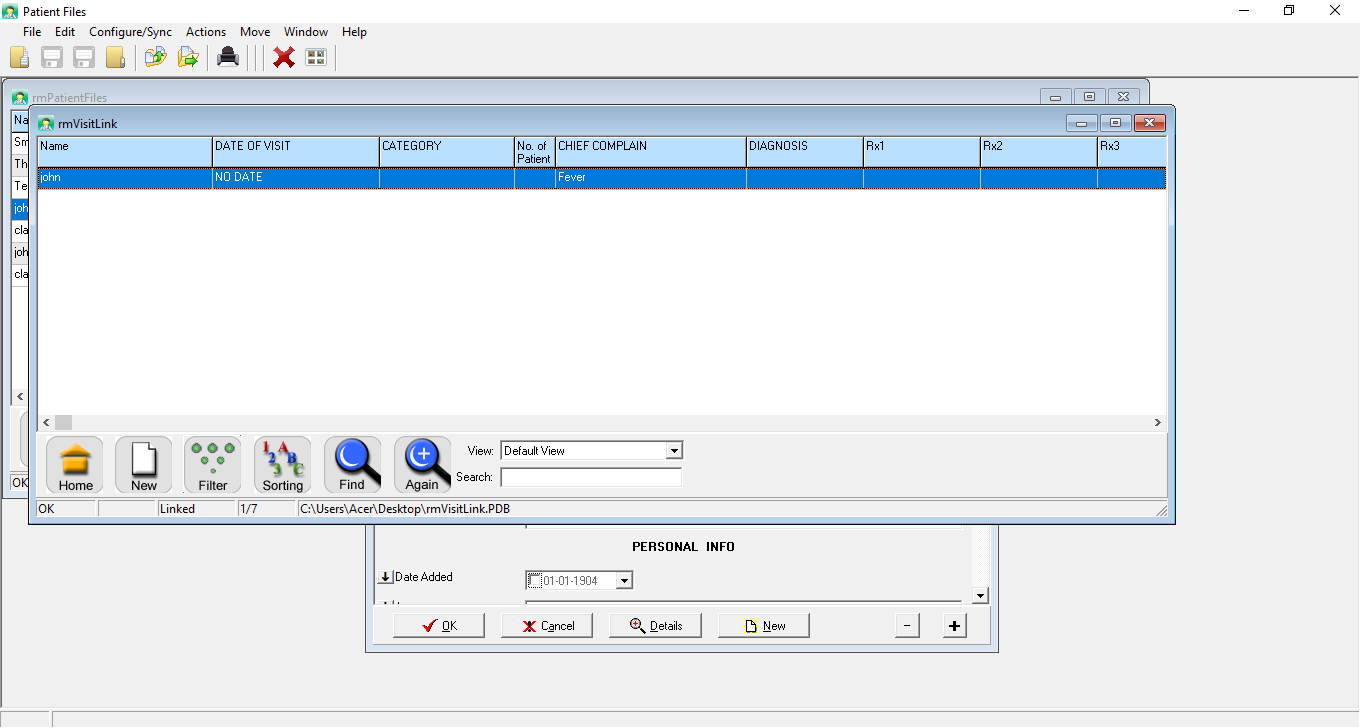 Patient Files
File Edit Configure/Sync Actions Move Window Help
rmPatientFiles
Na
Sm
Th
Te
joh
cla
joh
cla
OK
rmVisitLink
Name DATE OF VISIT CATEGORY No. of Patient CHIEF COMPLAIN DIAGNOSIS Rx1 Rx2 Rx3
john NO DATE Fever
Home New Filter Sorting Find Again
View: Default View
Search:
OK Linked 1/7 C:\Users\Acer\Desktop\rmVisitLink.PDB
PERSONAL INFO
Date Added 01-01-1904
OK Cancel Details New - +